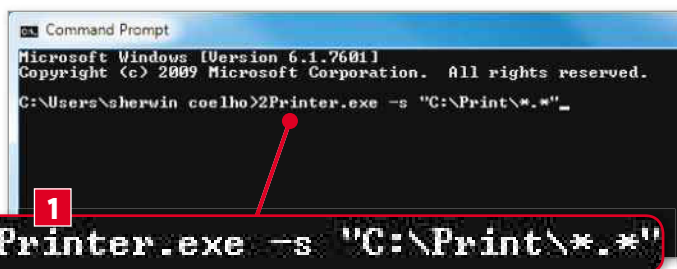 Command Prompt
Microsoft Windows [Version 6.1.7601]
Copyright (c) 2009 Microsoft Corporation.  All rights reserved.
C:\Users\sherwin coelho>2Printer.exe -s "C:\Print\*.*"_
1
Printer.exe -s "C:\Print\*.*"